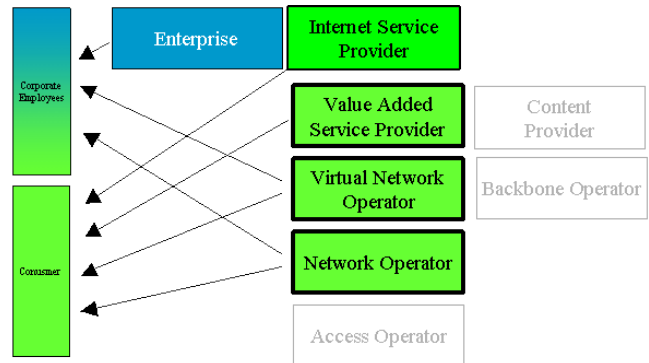 Enterprise
Internet Service
Provider
Corporate
Employees
Value Added
Service Provider
Content
Provider
Virtual Network
Operator
Backbone Operator
Conusmer
Network Operator
Access Operator